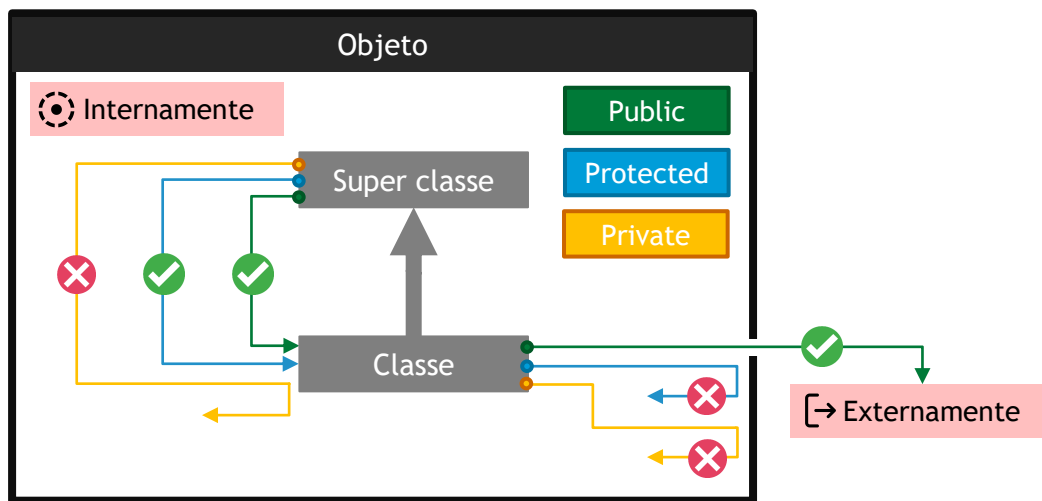 Objeto
Internamente
Public
Super classe
Protected
Private
Classe
Externamente